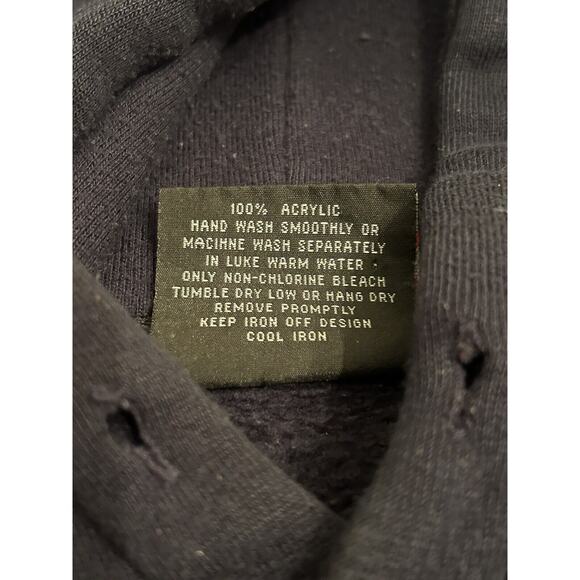 100% ACRYLIC
HAND WASH SMOOTHLY OR
MACIHNE WASH SEPARATELY
IN LUKE WARM WATER -
ONLY NON-CHLORINE BLEACH
TUMBLE DRY LOW OR HANG DRY
REMOVE PROMPTLY
KEEP IRON OFF DESIGN
COOL IRON